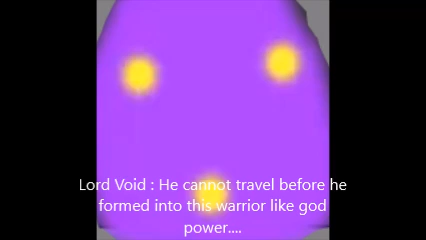 Lord Void : He cannot travel before he
formed into this warrior like god
power....